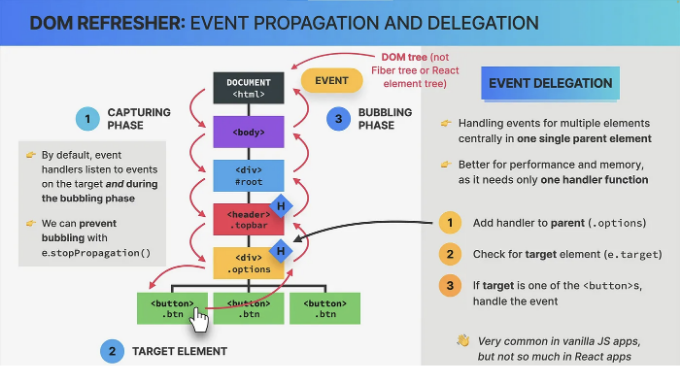 DOM REFRESHER: EVENT PROPAGATION AND DELEGATION
DOM tree (not
Fiber tree or React
element tree)
EVENT
DOCUMENT
<html>
1
CAPTURING
PHASE
3
BUBBLING
PHASE
<body>
<div>
#root
<header>
.topbar
H
<div>
.options
H
<button>
.btn
<button>
.btn
<button>
.btn
2
TARGET ELEMENT
👉 By default, event
handlers listen to events
on the target and during
the bubbling phase
👉 We can prevent
bubbling with
e.stopPropagation()
EVENT DELEGATION
👉 Handling events for multiple elements
centrally in one single parent element
👉 Better for performance and memory,
as it needs only one handler function
1 Add handler to parent (.options)
2 Check for target element (e.target)
3 If target is one of the <button>s,
handle the event
👋 Very common in vanilla JS apps,
but not so much in React apps